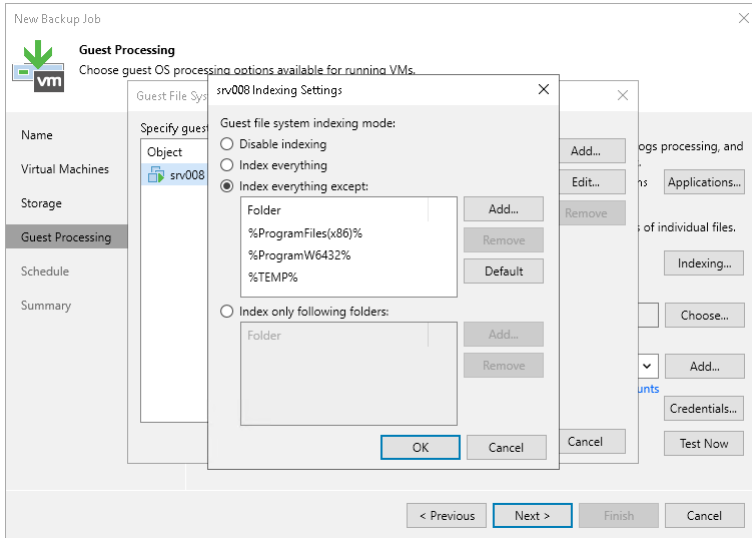 New Backup Job
Guest Processing
Choose guest OS processing options available for running VMs.
vm
Name
Virtual Machines
Storage
Guest Processing
Schedule
Summary
Guest File Sys
Specify guest
Object
srv008
Add...
Edit...
Remove
Cancel
srv008 Indexing Settings
Guest file system indexing mode:
Disable indexing
Index everything
Index everything except:
Folder
%ProgramFiles(x86)%
%ProgramW6432%
%TEMP%
Add...
Remove
Default
Index only following folders:
Folder
Add...
Remove
OK
Cancel
ogs processing, and
Applications...
s of individual files.
Indexing...
Choose...
Add...
unts
Credentials...
Test Now
< Previous
Next >
Finish
Cancel